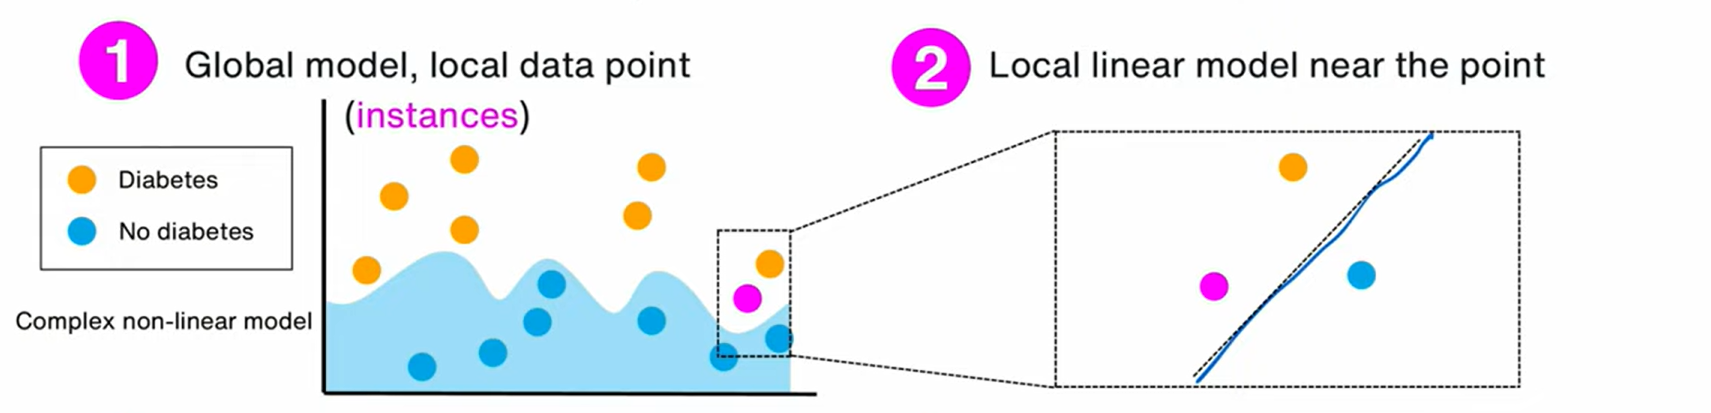 1
Global model, local data point
(instances)
Diabetes
No diabetes
Complex non-linear model
2
Local linear model near the point